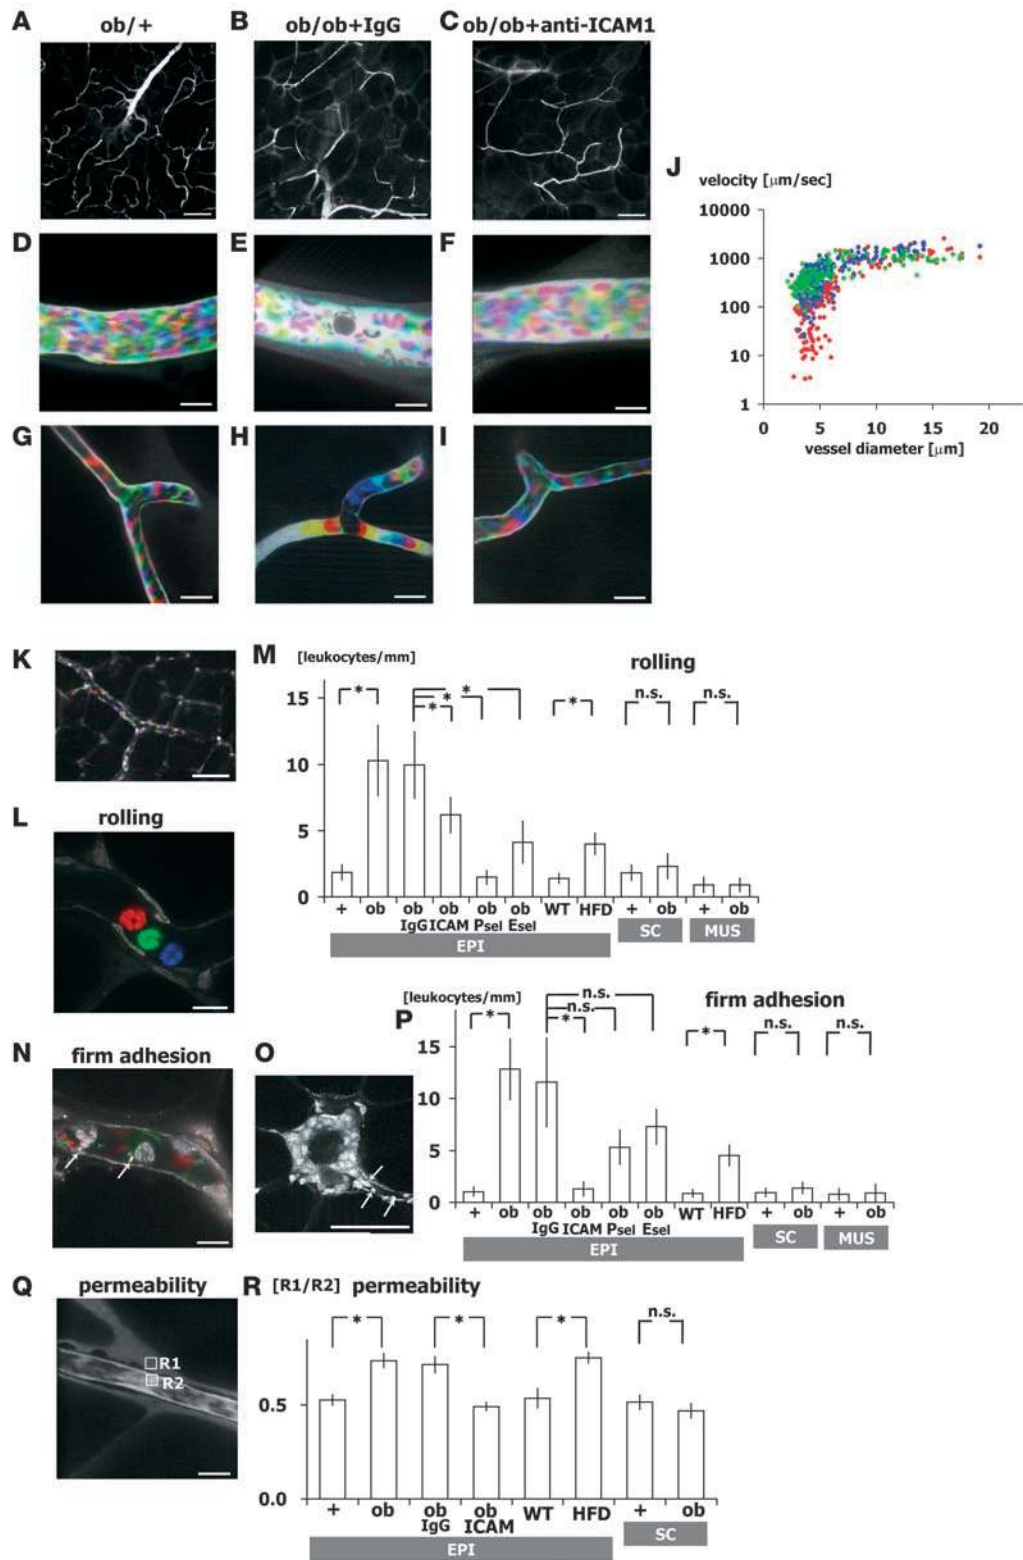 A ob/+ B ob/ob+IgG C ob/ob+anti-ICAM1
D E F
G H I
J
velocity [μm/sec]
10000
1000
100
10
1
0 5 10 15 20
vessel diameter [μm]
K
L rolling
M [leukocytes/mm] rolling
* * * * * n.s. n.s.
15
10
5
0
+ ob ob ob ob ob WT HFD + ob + ob
IgG ICAM Psel Esel
EPI SC MUS
N firm adhesion
O
P [leukocytes/mm] firm adhesion
n.s.
* n.s. * * n.s. n.s.
15
10
5
0
+ ob ob ob ob ob WT HFD + ob + ob
IgG ICAM Psel Esel
EPI SC MUS
Q permeability
R1
R2
R [R1/R2] permeability
* * * n.s.
0.5
0.0
+ ob ob ob WT HFD + ob
IgG ICAM
EPI SC